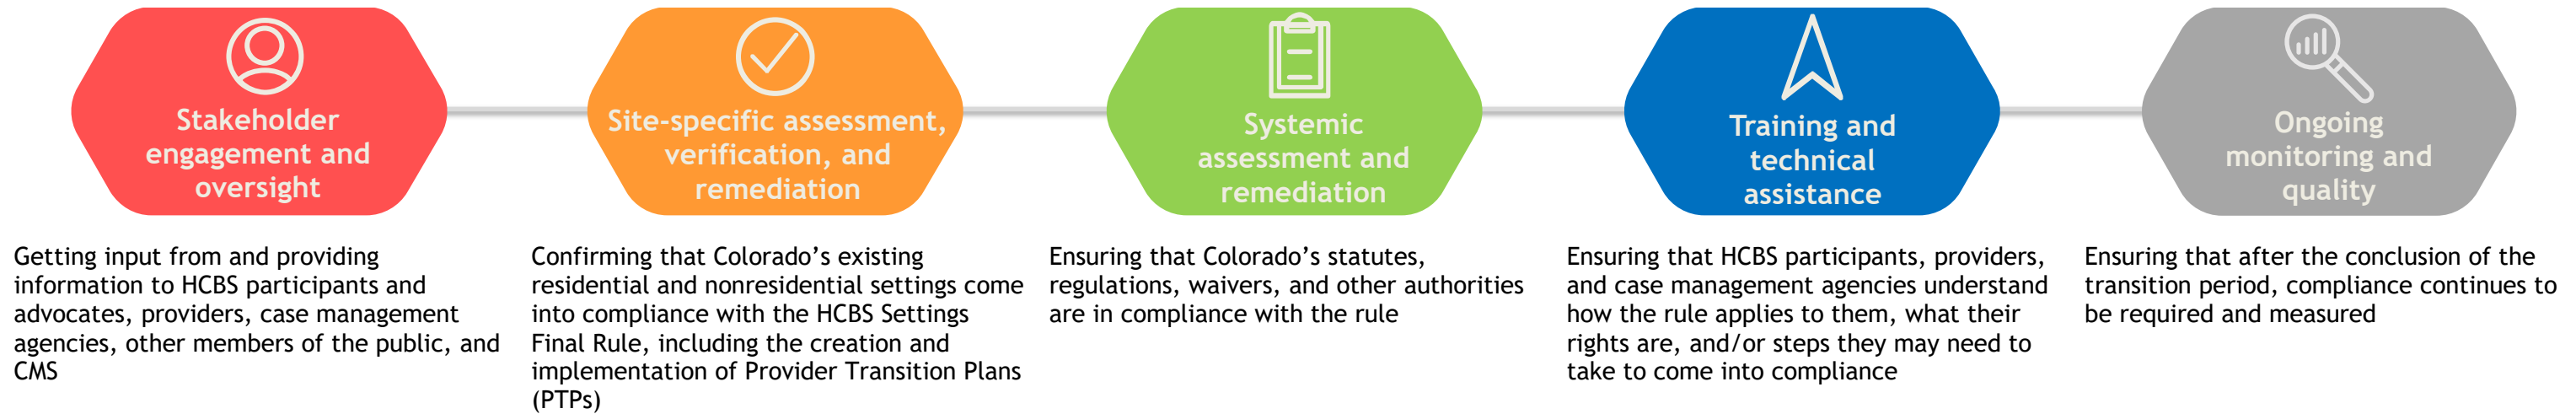 Stakeholder
engagement and
oversight
Getting input from and providing
information to HCBS participants and
advocates, providers, case management
agencies, other members of the public, and
CMS
Site-specific assessment,
verification, and
remediation
Confirming that Colorado’s existing
residential and nonresidential settings come
into compliance with the HCBS Settings
Final Rule, including the creation and
implementation of Provider Transition Plans
(PTPs)
Systemic
assessment and
remediation
Ensuring that Colorado’s statutes,
regulations, waivers, and other authorities
are in compliance with the rule
Training and
technical
assistance
Ensuring that HCBS participants, providers,
and case management agencies understand
how the rule applies to them, what their
rights are, and/or steps they may need to
take to come into compliance
Ongoing
monitoring and
quality
Ensuring that after the conclusion of the
transition period, compliance continues to
be required and measured